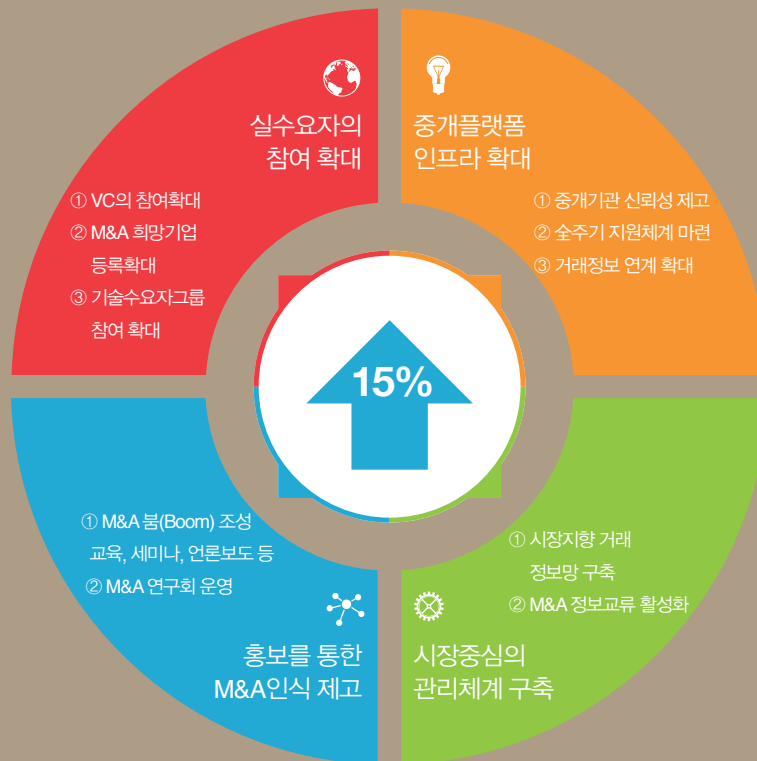 실수요자의
참여 확대
① VC의 참여확대
② M&A 희망기업
등록확대
③ 기술수요자그룹
참여 확대
중개플랫폼
인프라 확대
① 중개기관 신뢰성 제고
② 全주기 지원체계 마련
③ 거래정보 연계 확대
15%
① M&A 붐(Boom) 조성
교육, 세미나, 언론보도 등
② M&A 연구회 운영
홍보를 통한
M&A인식 제고
① 시장지향 거래
정보망 구축
② M&A 정보교류 활성화
시장중심의
관리체계 구축